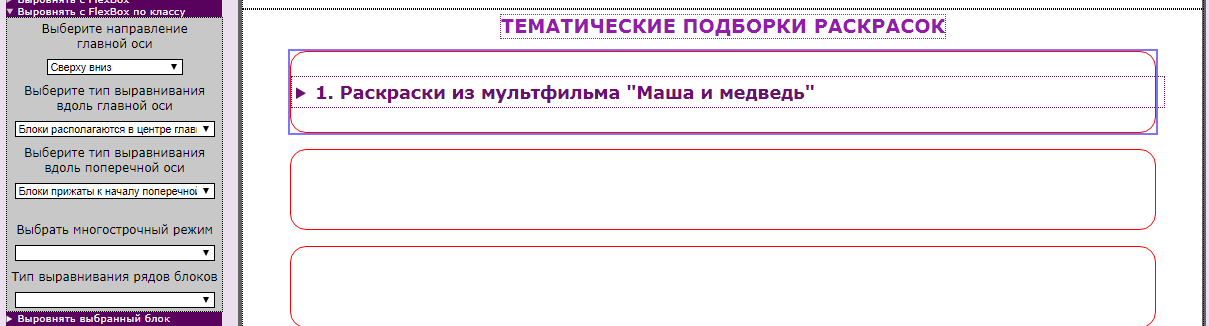 Выровнять с FlexBox
Выровнять с FlexBox по классу
Выберите направление
главной оси
Сверху вниз
Выберите тип выравнивания
вдоль главной оси
Блоки располагаются в центре глав
Выберите тип выравнивания
вдоль поперечной оси
Блоки прижаты к началу поперечной
Выбрать многострочный режим
Тип выравнивания рядов блоков
Выровнять выбранный блок
ТЕМАТИЧЕСКИЕ ПОДБОРКИ РАСКРАСОК
1. Раскраски из мультфильма "Маша и медведь"